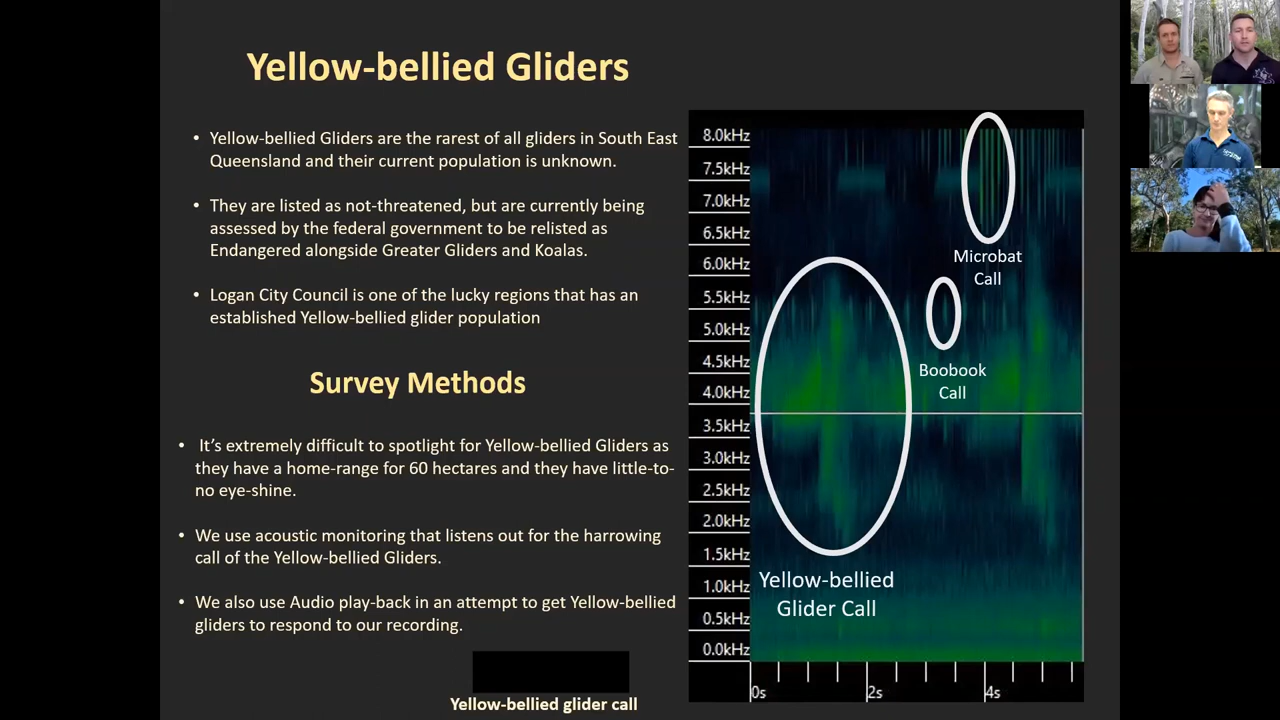 Yellow-bellied Gliders
• Yellow-bellied Gliders are the rarest of all gliders in South East
Queensland and their current population is unknown.
• They are listed as not-threatened, but are currently being
assessed by the federal government to be relisted as
Endangered alongside Greater Gliders and Koalas.
• Logan City Council is one of the lucky regions that has an
established Yellow-bellied glider population
Survey Methods
• It’s extremely difficult to spotlight for Yellow-bellied Gliders as
they have a home-range for 60 hectares and they have little-to-
no eye-shine.
• We use acoustic monitoring that listens out for the harrowing
call of the Yellow-bellied Gliders.
• We also use Audio play-back in an attempt to get Yellow-bellied
gliders to respond to our recording.
Yellow-bellied glider call
8.0kHz
7.5kHz
7.0kHz
6.5kHz
6.0kHz
5.5kHz
5.0kHz
4.5kHz
4.0kHz
3.5kHz
3.0kHz
2.5kHz
2.0kHz
1.5kHz
1.0kHz
0.5kHz
0.0kHz
Microbat
Call
Boobook
Call
Yellow-bellied
Glider Call
0s
2s
4s